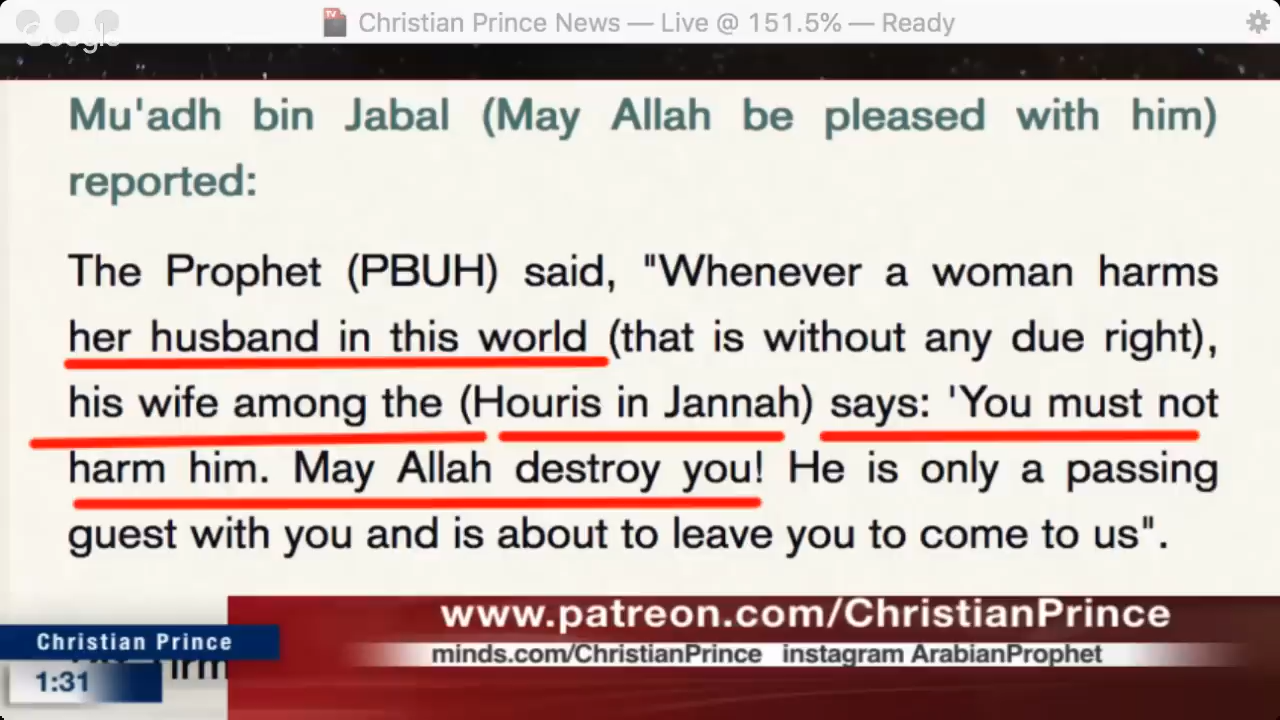 Christian Prince News — Live @ 151.5% — Ready
Google
Mu'adh bin Jabal (May Allah be pleased with him)
reported:
The Prophet (PBUH) said, "Whenever a woman harms
her husband in this world (that is without any due right),
his wife among the (Houris in Jannah) says: 'You must not
harm him. May Allah destroy you! He is only a passing
guest with you and is about to leave you to come to us".
www.patreon.com/ChristianPrince
Christian Prince
minds.com/ChristianPrince instagram ArabianProphet
1:31